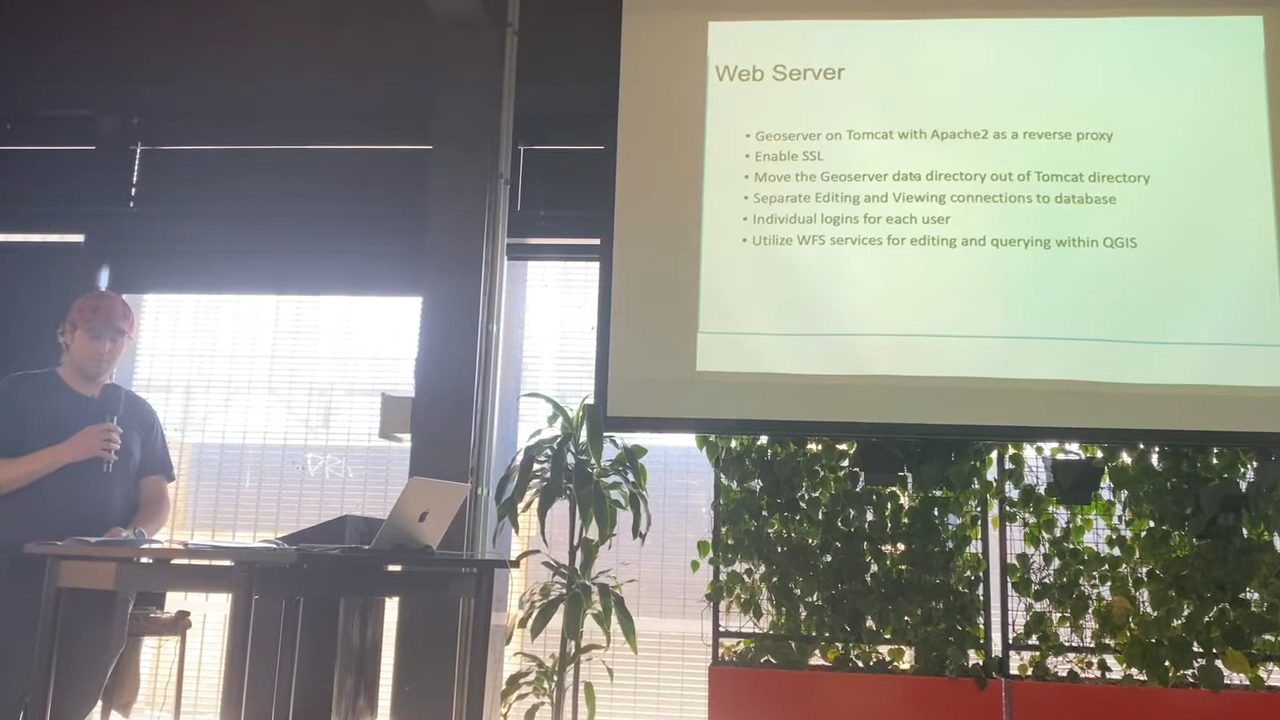 Web Server
• Geoserver on Tomcat with Apache2 as a reverse proxy
• Enable SSL
• Move the Geoserver data directory out of Tomcat directory
• Separate Editing and Viewing connections to database
• Individual logins for each user
• Utilize WFS services for editing and querying within QGIS